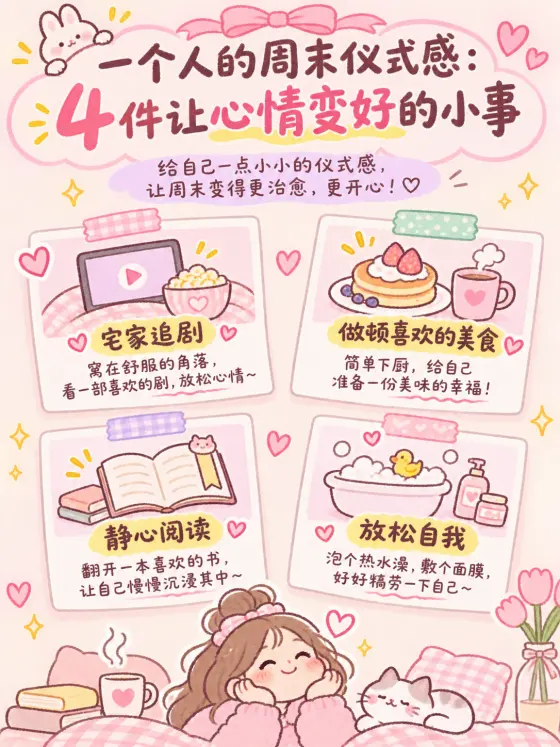 一个人的周末仪式感：
4件让心情变好的小事
给自己一点小小的仪式感，
让周末变得更治愈，更开心！♡
宅家追剧
窝在舒服的角落，
看一部喜欢的剧，放松心情~
做顿喜欢的美食
简单下厨，给自己
准备一份美味的幸福！
静心阅读
翻开一本喜欢的书，
让自己慢慢沉浸其中~
放松自我
泡个热水澡，敷个面膜，
好好犒劳一下自己~